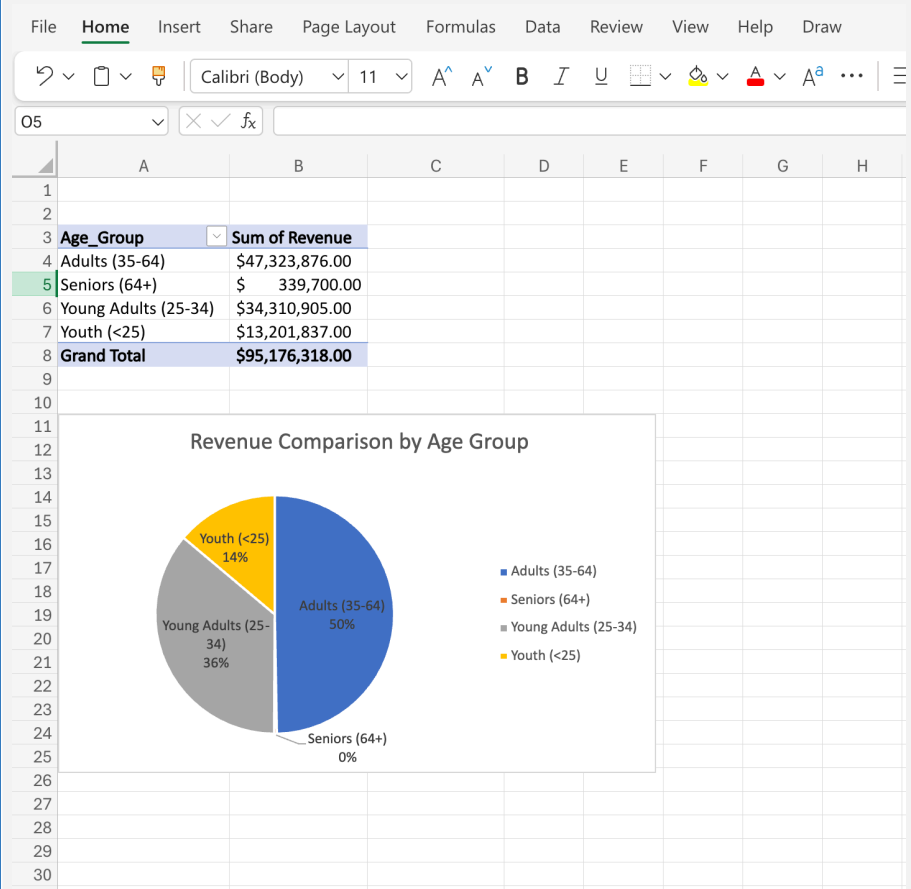 File Home Insert Share Page Layout Formulas Data Review View Help Draw
Calibri (Body) 11 A^ A˅ B I U A Aa ...
O5 fx
A B C D E F G H
1
2
3 Age_Group Sum of Revenue
4 Adults (35-64) $47,323,876.00
5 Seniors (64+) $ 339,700.00
6 Young Adults (25-34) $34,310,905.00
7 Youth (<25) $13,201,837.00
8 Grand Total $95,176,318.00
9
10
11
Revenue Comparison by Age Group
12
13
14
15
Youth (<25)
16
14%
17
Adults (35-64)
18
Seniors (64+)
Adults (35-64)
19
50%
Young Adults (25-
Young Adults (25-34)
34)
20
36%
Youth (<25)
21
22
23
24
Seniors (64+)
0%
25
26
27
28
29
30